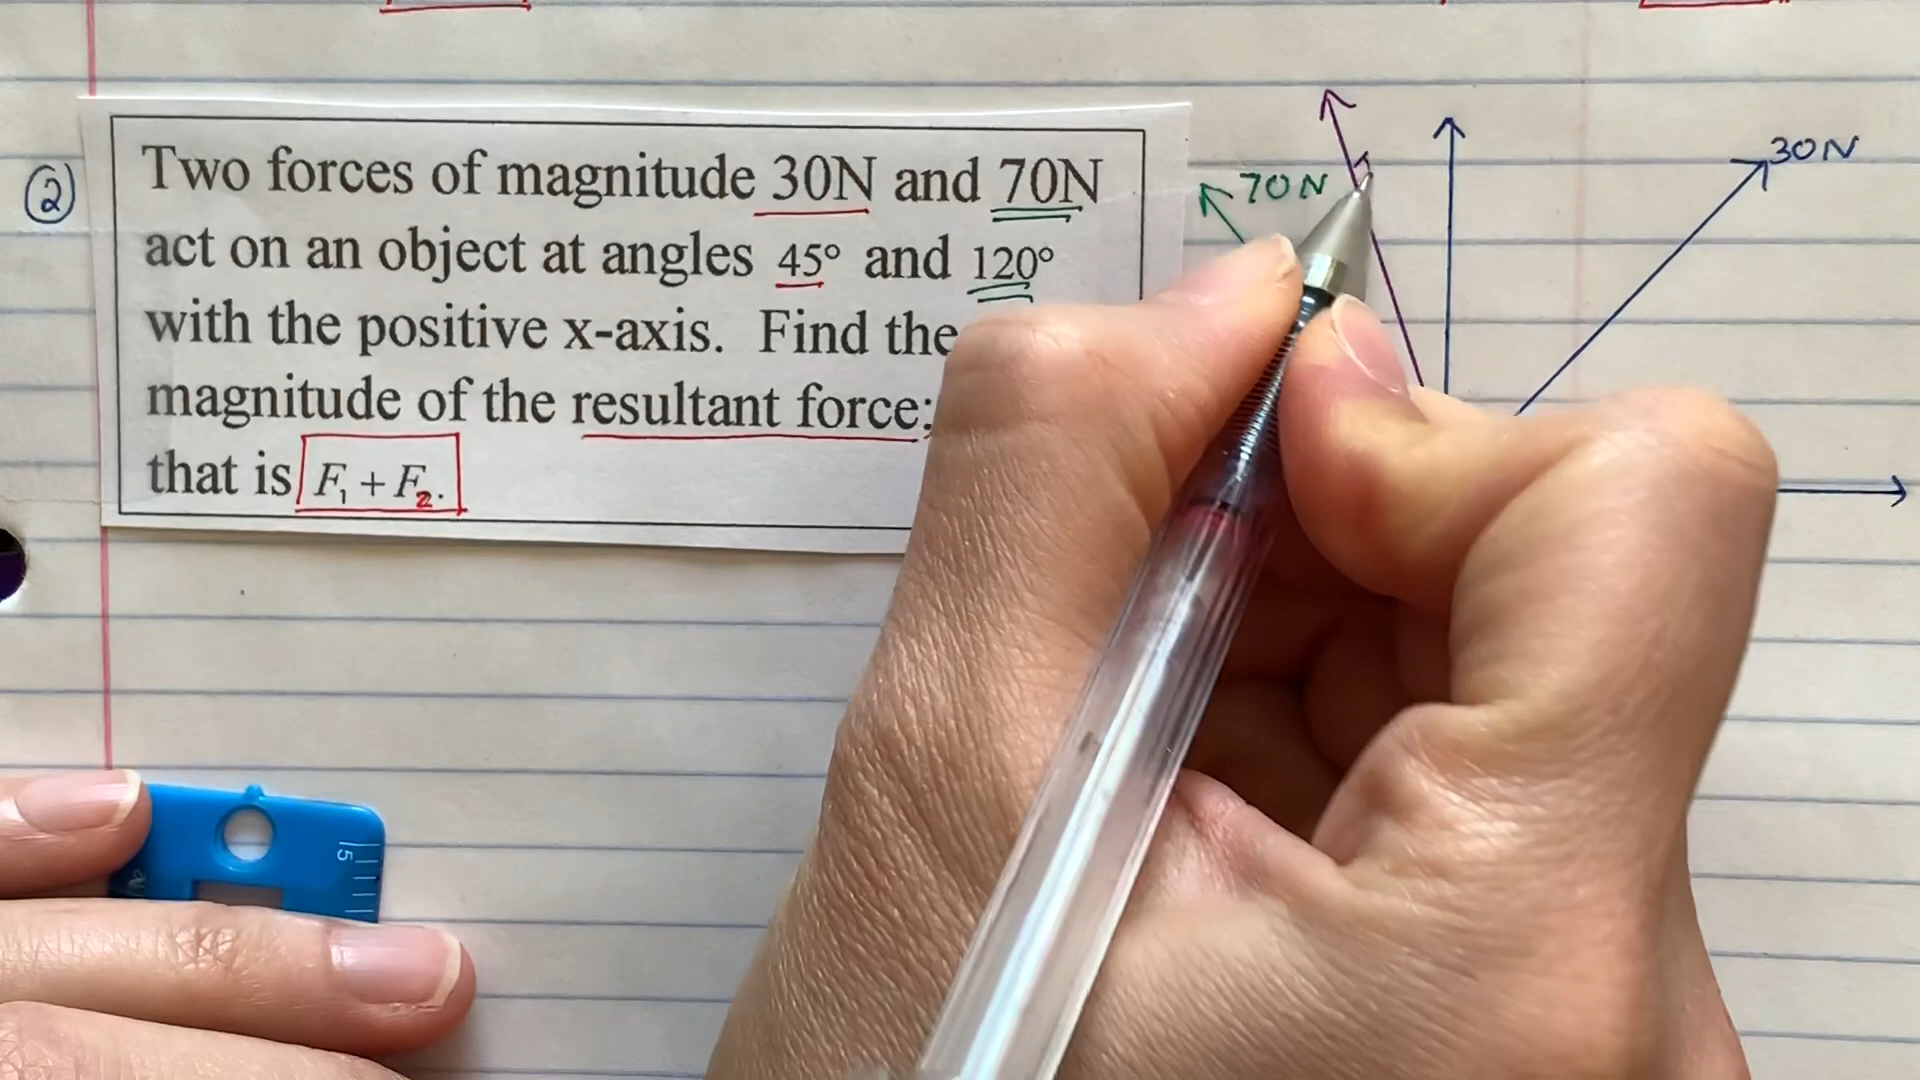 ②
Two forces of magnitude 30N and 70N
act on an object at angles 45° and 120°
with the positive x-axis. Find the
magnitude of the resultant force;
that is F₁ + F₂.
70N
30N
5